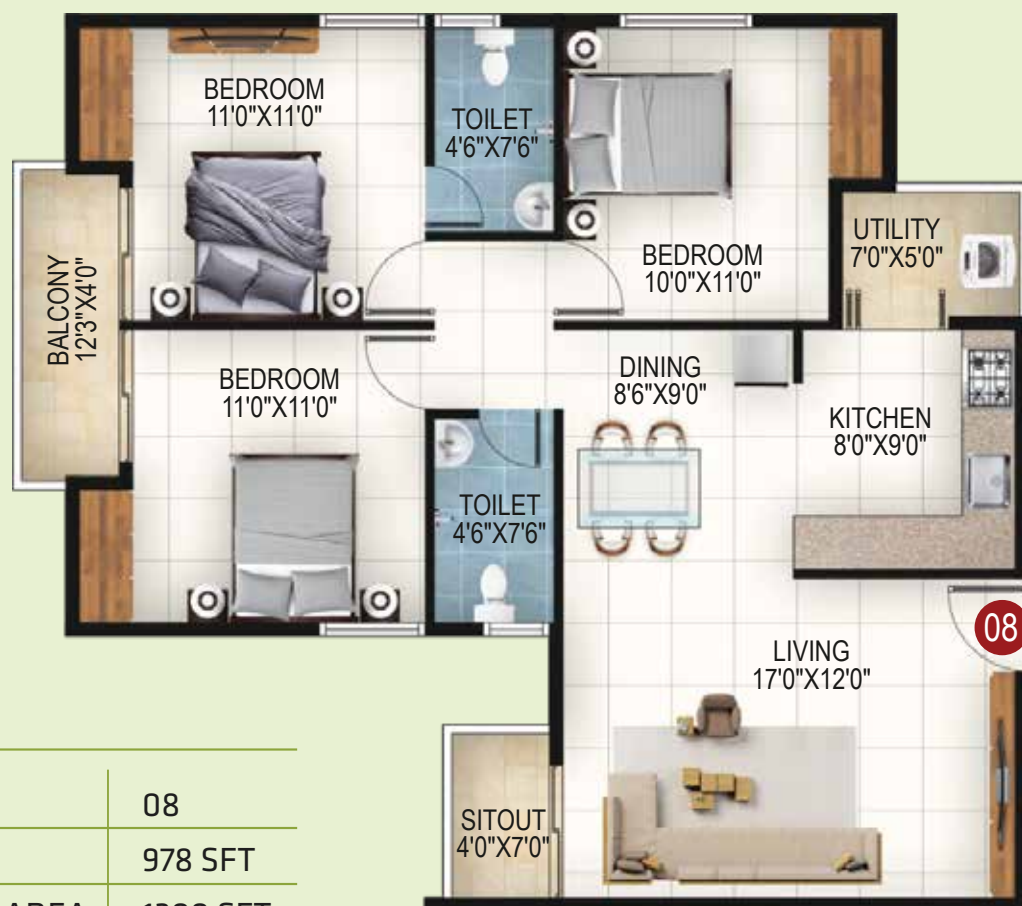 BEDROOM
11'0"X11'0"
TOILET
4'6"X7'6"
BEDROOM
10'0"X11'0"
UTILITY
7'0"X5'0"
BALCONY
12'3"X4'0"
BEDROOM
11'0"X11'0"
DINING
8'6"X9'0"
KITCHEN
8'0"X9'0"
TOILET
4'6"X7'6"
08
LIVING
17'0"X12'0"
SITOUT
4'0"X7'0"
08
978 SFT
AREA
SFT